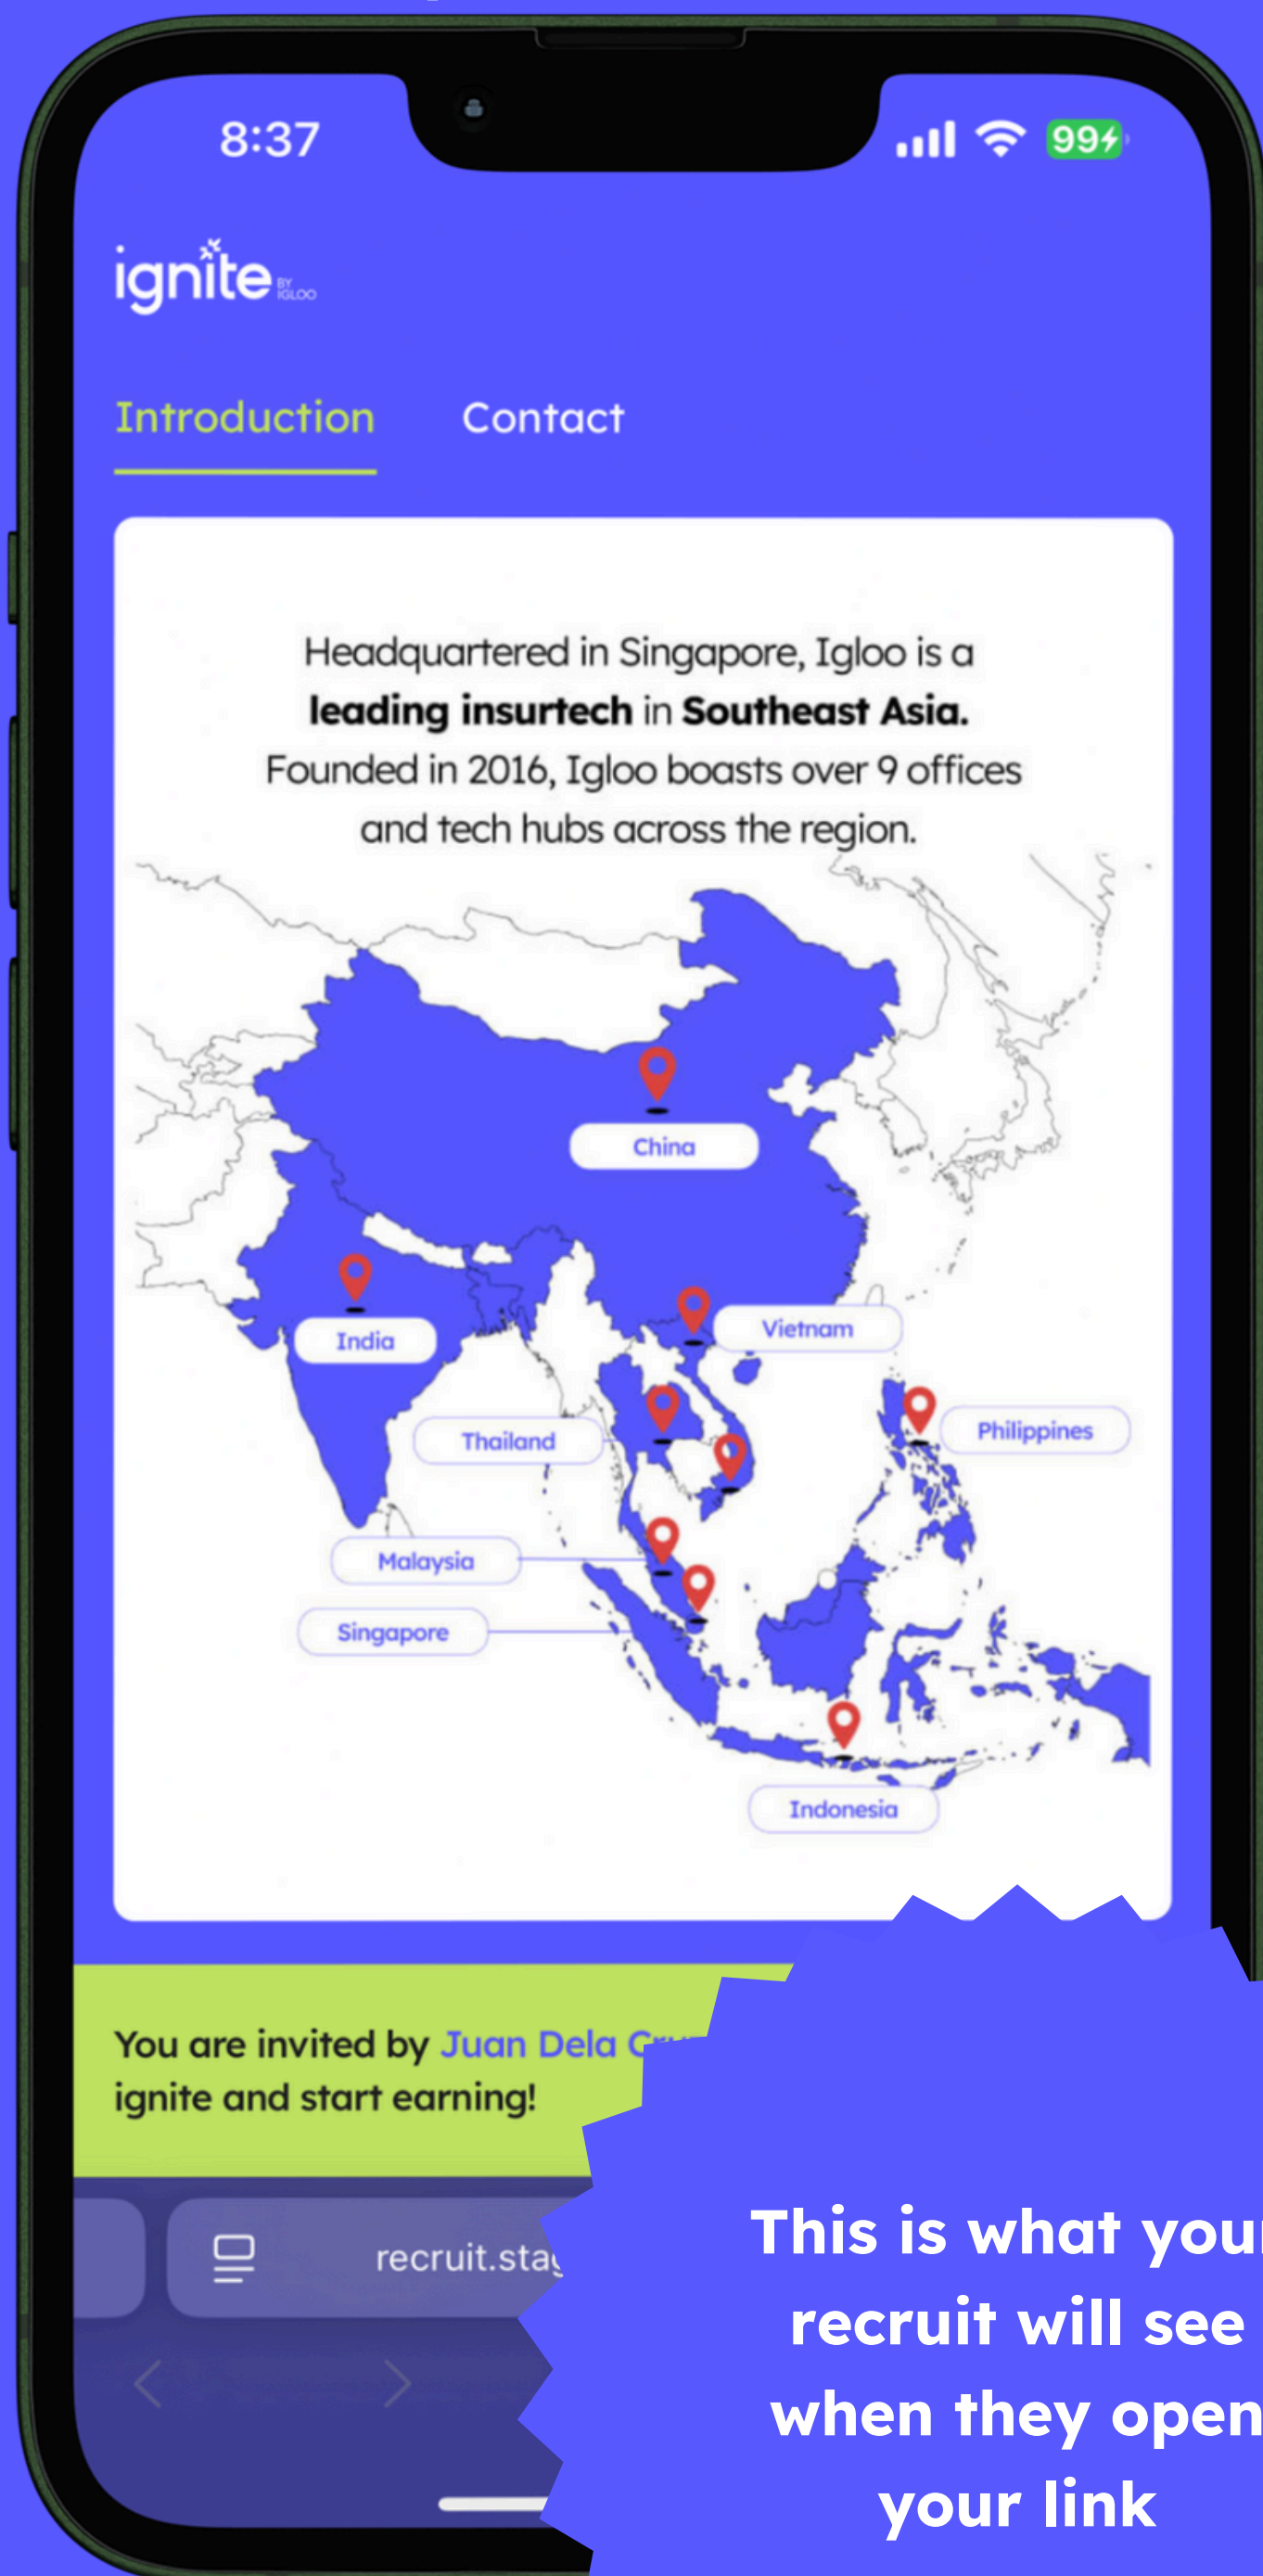 8:37
99
ignite BY IGLOO
Introduction Contact
Headquartered in Singapore, Igloo is a
leading insurtech in Southeast Asia.
Founded in 2016, Igloo boasts over 9 offices
and tech hubs across the region.
China
India
Vietnam
Thailand
Philippines
Malaysia
Singapore
Indonesia
You are invited by Juan Dela
ignite and start earning!
recruit.stag
This is what your
recruit will see
when they open
your link